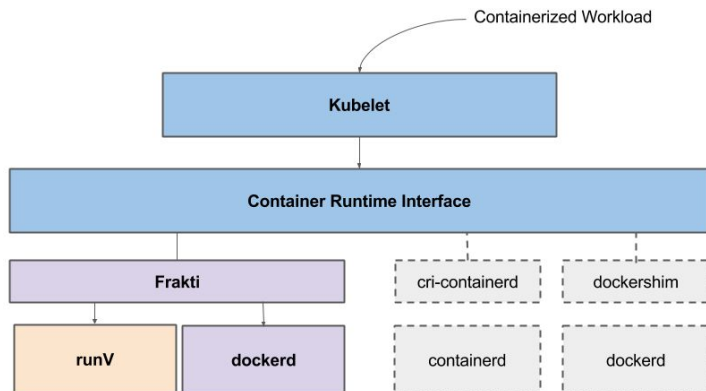 Containerized Workload
Kubelet
Container Runtime Interface
Frakti
cri-containerd
dockershim
runV
dockerd
containerd
dockerd